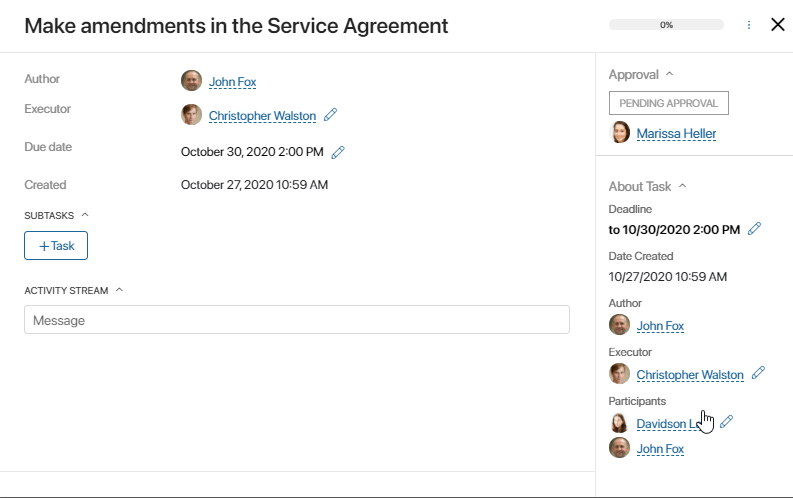 Make amendments in the Service Agreement
0%
Author
John Fox
Executor
Christopher Walston
Due date
October 30, 2020 2:00 PM
Created
October 27, 2020 10:59 AM
SUBTASKS
+Task
ACTIVITY STREAM
Message
Approval
PENDING APPROVAL
Marissa Heller
About Task
Deadline
to 10/30/2020 2:00 PM
Date Created
10/27/2020 10:59 AM
Author
John Fox
Executor
Christopher Walston
Participants
Davidson
John Fox